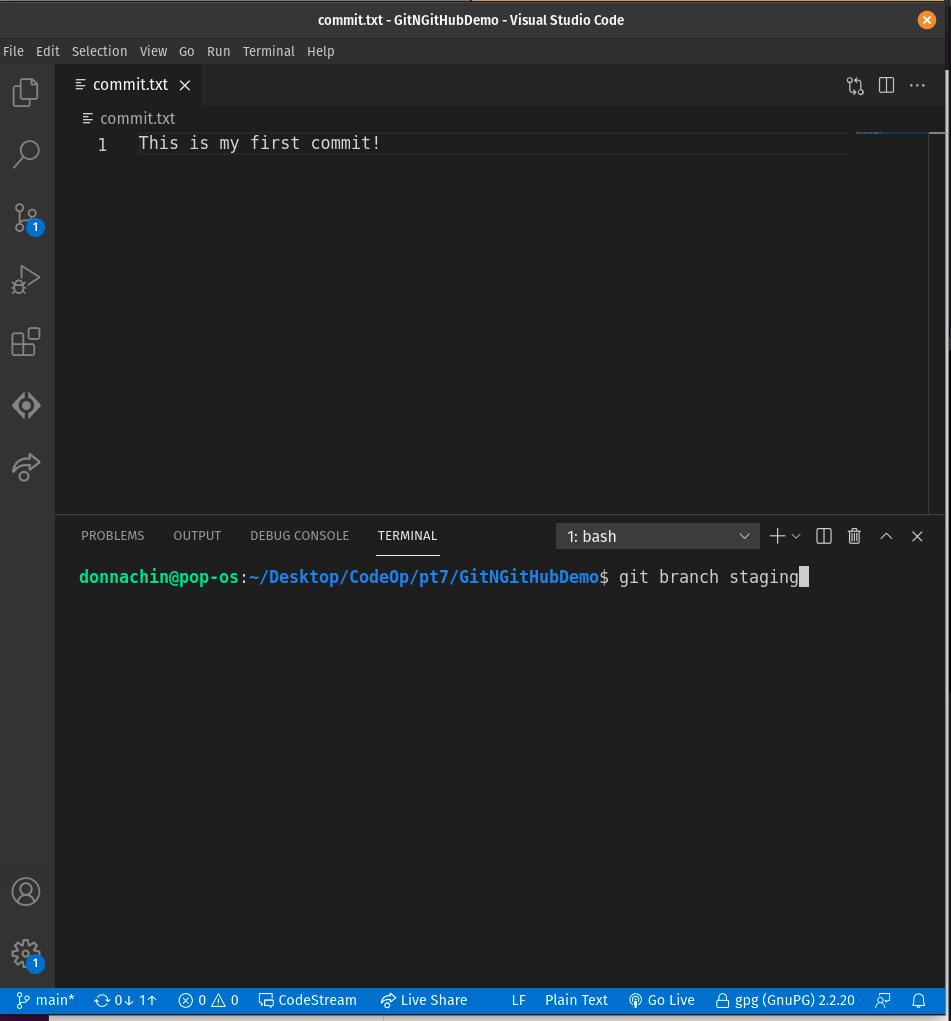 commit.txt - GitNGitHubDemo - Visual Studio Code
File Edit Selection View Go Run Terminal Help
commit.txt
commit.txt
1 This is my first commit!
1
PROBLEMS OUTPUT DEBUG CONSOLE TERMINAL 1: bash
donnachin@pop-os:~/Desktop/CodeOp/pt7/GitNGitHubDemo$ git branch staging
1
main* 0↓ 1↑ 0 0 CodeStream Live Share LF Plain Text Go Live gpg (GnuPG) 2.2.20